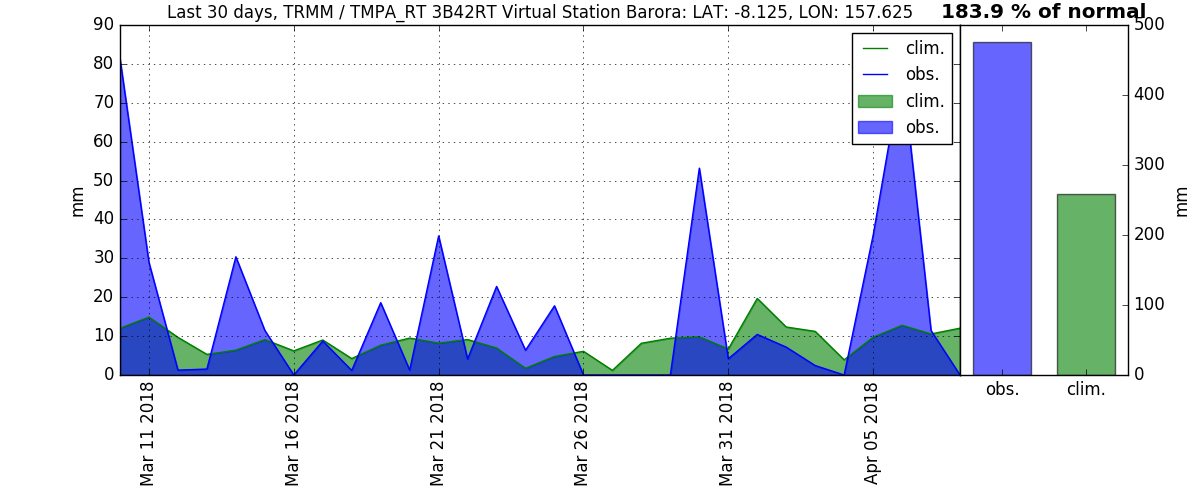 Last 30 days, TRMM / TMPA_RT 3B42RT Virtual Station Barora: LAT: -8.125, LON: 157.625
183.9 % of normal
90
80
70
60
50
40
30
20
10
0
mm
clim.
obs.
clim.
obs.
Mar 11 2018
Mar 16 2018
Mar 21 2018
Mar 26 2018
Mar 31 2018
Apr 05 2018
500
400
300
200
100
0
mm
obs.
clim.